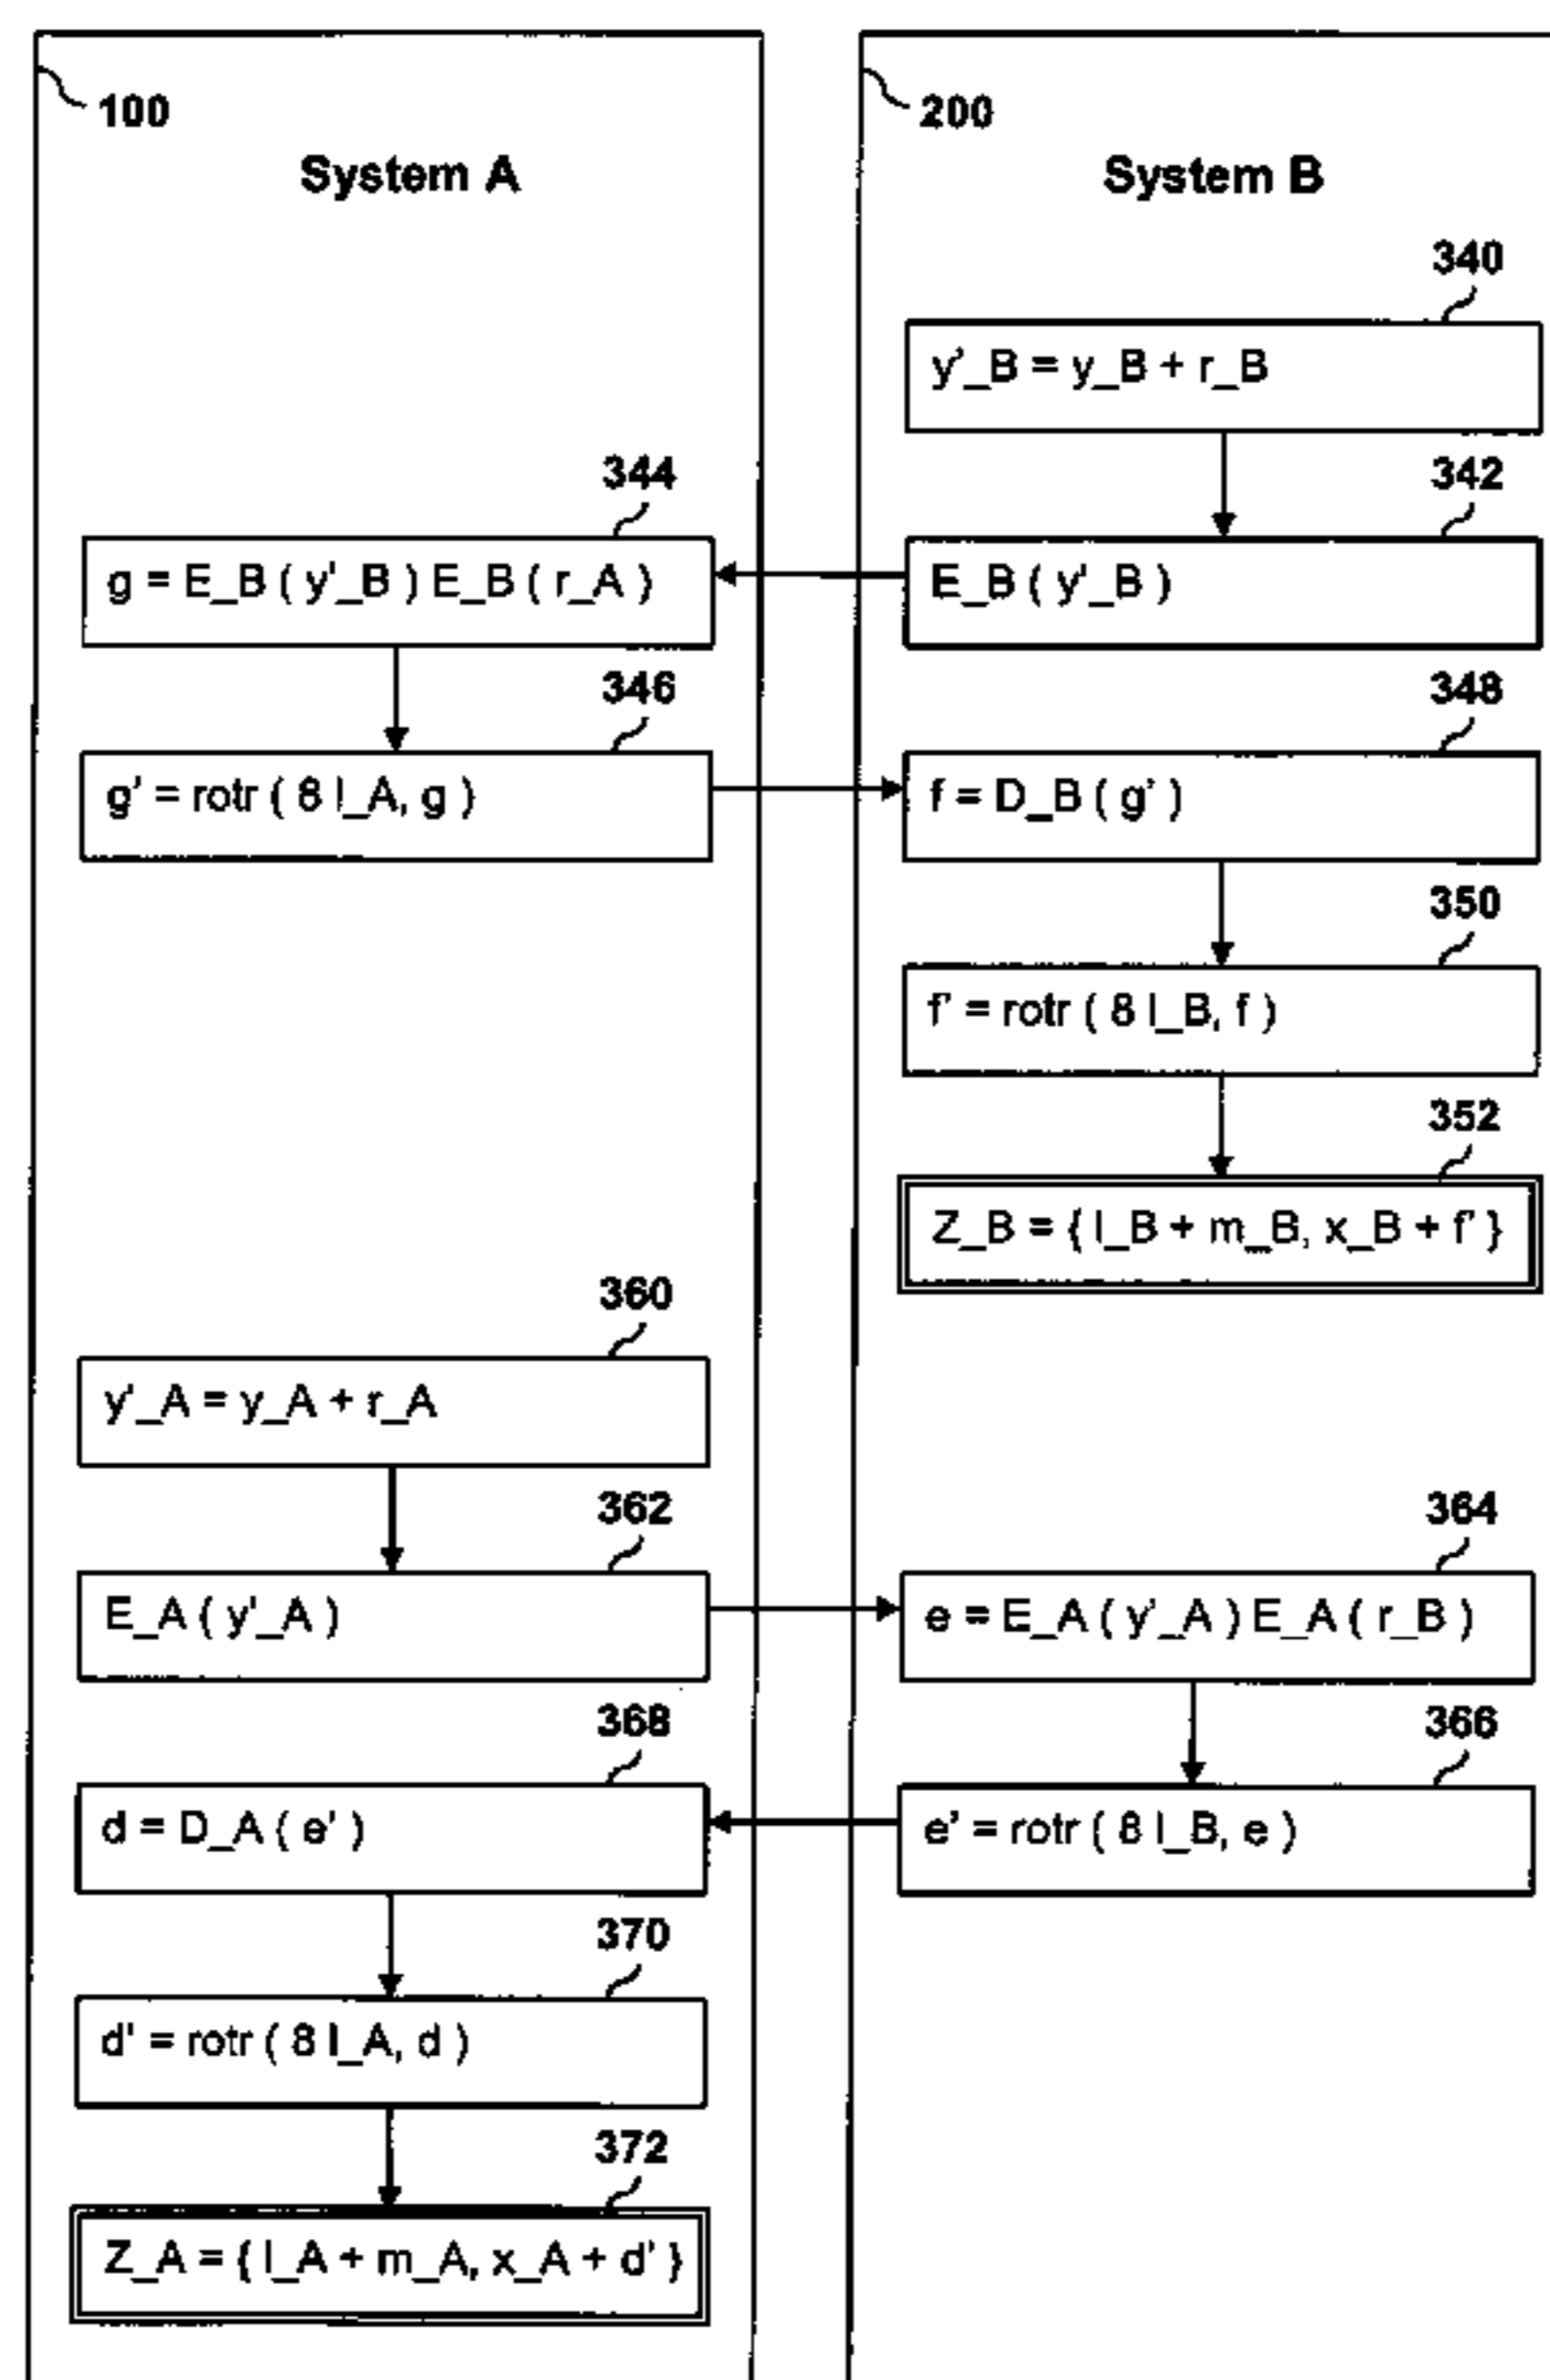 100
200
System A
System B
340
y'_B = y_B + r_B
344
342
g = E_B ( y'_B ) E_B ( r_A )
E_B ( y'_B )
346
348
g' = rotr ( 8 l_A, g )
f = D_B ( g' )
350
f' = rotr ( 8 l_B, f )
352
Z_B = { l_B + m_B, x_B + f' }
360
y'_A = y_A + r_A
362
364
E_A ( y'_A )
e = E_A ( y'_A ) E_A ( r_B )
368
366
d = D_A ( e' )
e' = rotr ( 8 l_B, e )
370
d' = rotr ( 8 l_A, d )
372
Z_A = { l_A + m_A, x_A + d' }